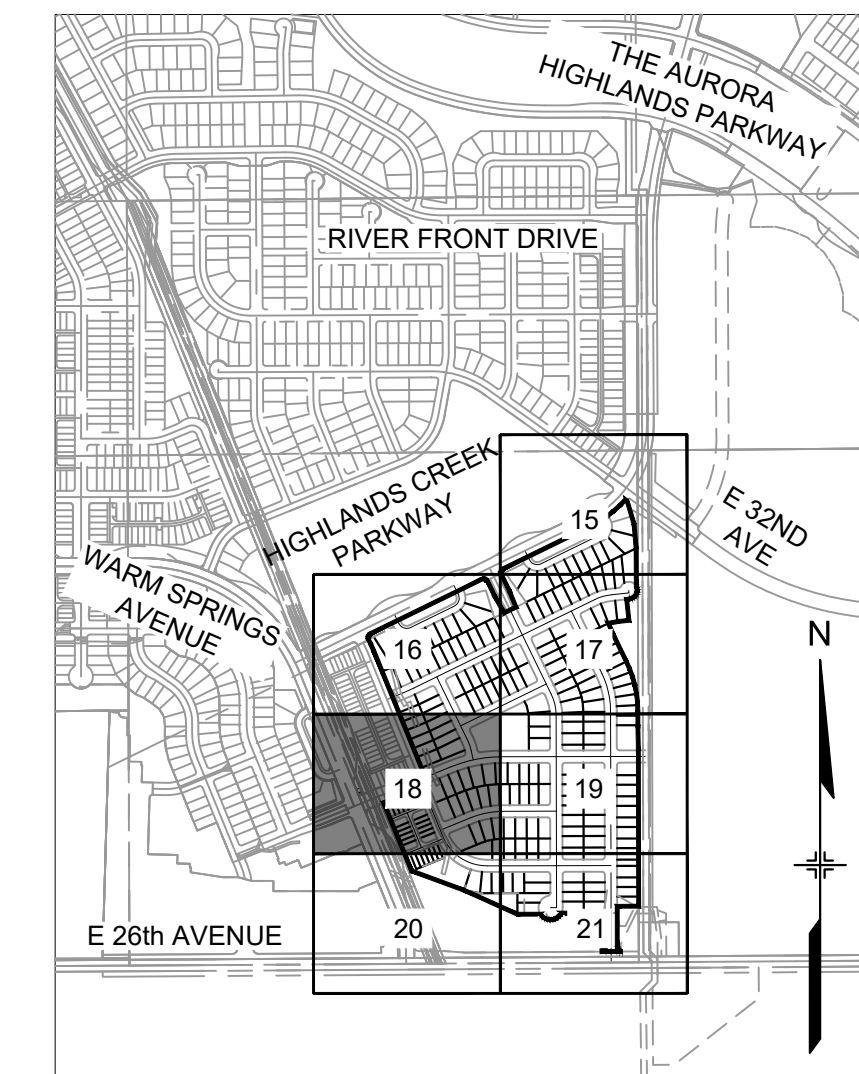 THE AURORA
HIGHLANDS PARKWAY
RIVER FRONT DRIVE
HIGHLANDS CREEK
PARKWAY
E 32ND
AVE
15
WARM SPRINGS
AVENUE
N
16
17
18
19
E 26th AVENUE
20
21